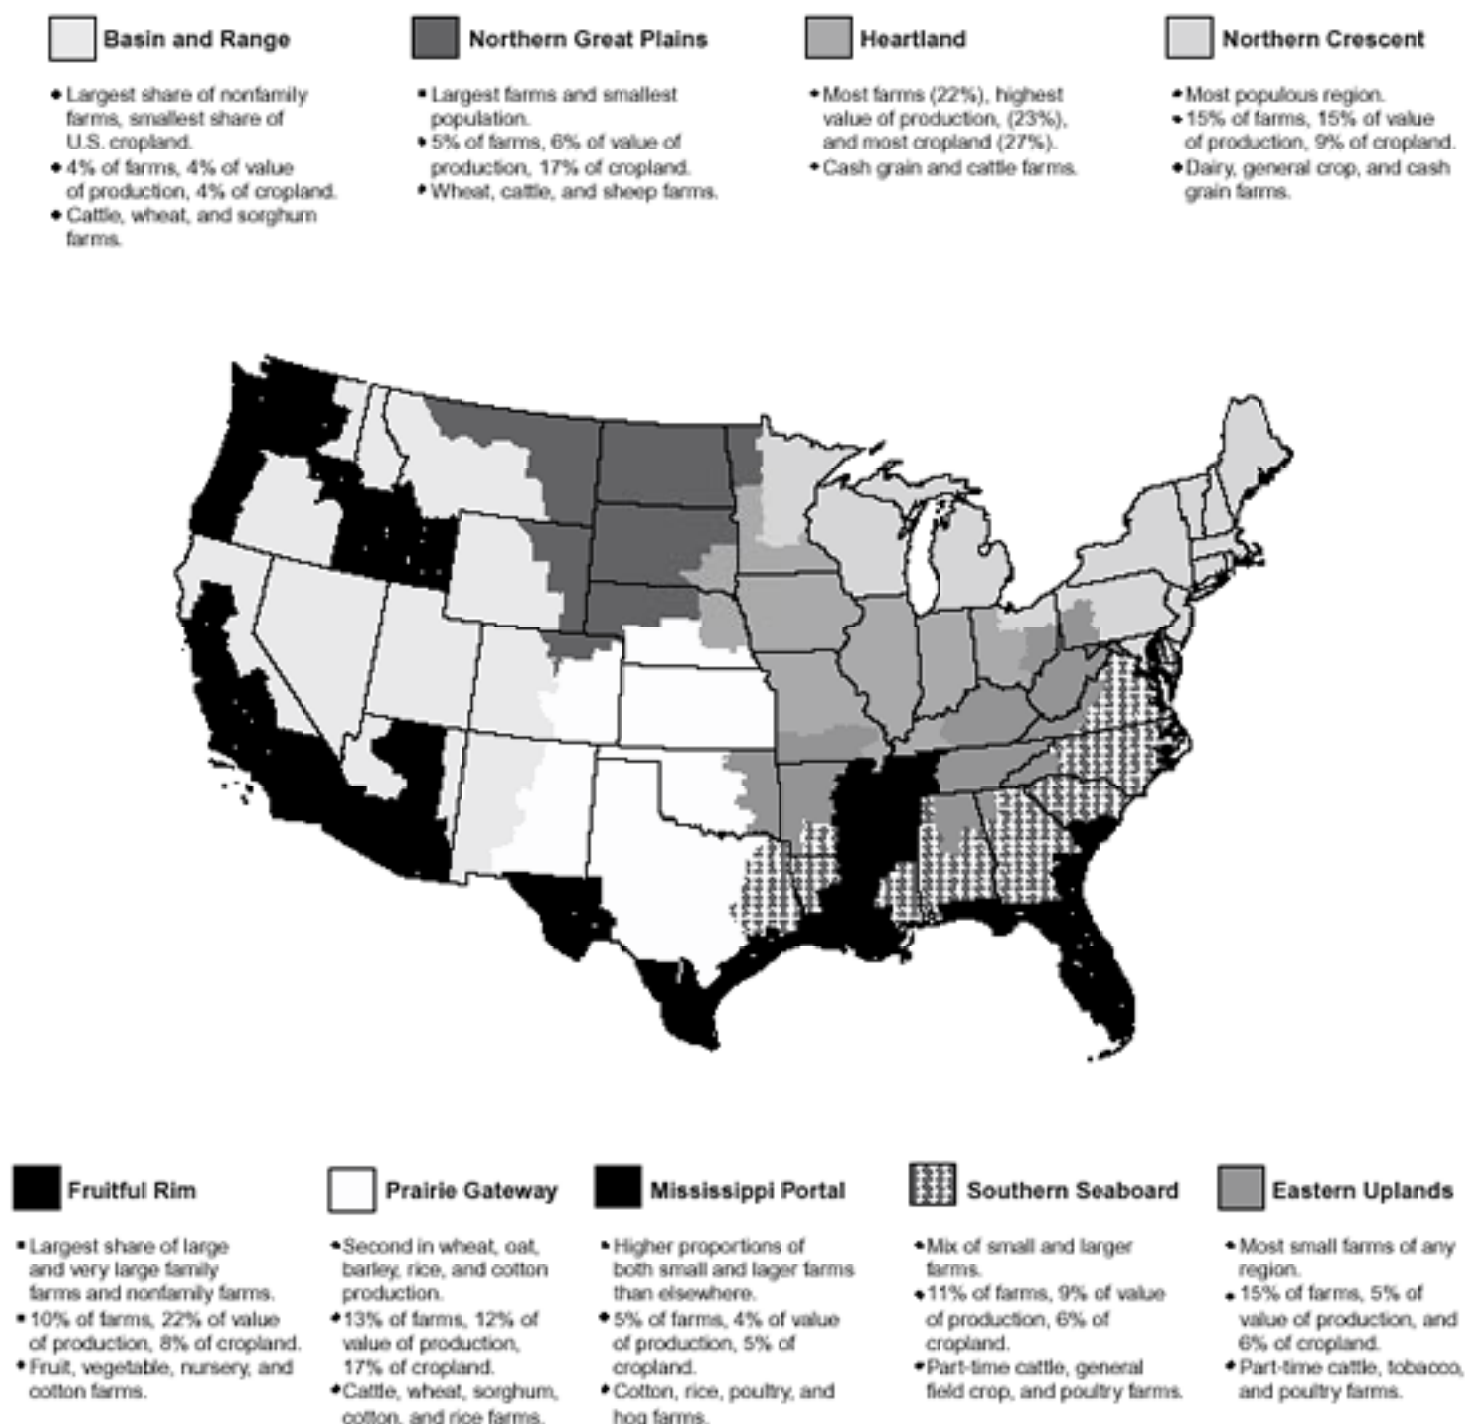 Basin and Range
◆Largest share of nonfamily
farms, smallest share of
U.S. cropland.
◆4% of farms, 4% of value
of production, 4% of cropland.
◆Cattle, wheat, and sorghum
farms.
Northern Great Plains
▪Largest farms and smallest
population.
◆5% of farms, 6% of value of
production, 17% of cropland.
◆Wheat, cattle, and sheep farms.
Heartland
◆Most farms (22%), highest
value of production, (23%),
and most cropland (27%).
◆Cash grain and cattle farms.
Northern Crescent
◆Most populous region.
◆15% of farms, 15% of value
of production, 9% of cropland.
◆Dairy, general crop, and cash
grain farms.
Fruitful Rim
▪Largest share of large
and very large family
farms and nonfamily farms.
▪10% of farms, 22% of value
of production, 8% of cropland.
◆Fruit, vegetable, nursery, and
cotton farms.
Prairie Gateway
◆Second in wheat, oat,
barley, rice, and cotton
production.
◆13% of farms, 12% of
value of production,
17% of cropland.
◆Cattle, wheat, sorghum,
cotton, and rice farms.
Mississippi Portal
◆Higher proportions of
both small and lager farms
than elsewhere.
◆5% of farms, 4% of value
of production, 5% of
cropland.
◆Cotton, rice, poultry, and
hog farms.
Southern Seaboard
◆Mix of small and larger
farms.
◆11% of farms, 9% of value
of production, 6% of
cropland.
◆Part-time cattle, general
field crop, and poultry farms.
Eastern Uplands
◆Most small farms of any
region.
◆15% of farms, 5% of
value of production, and
6% of cropland.
◆Part-time cattle, tobacco,
and poultry farms.